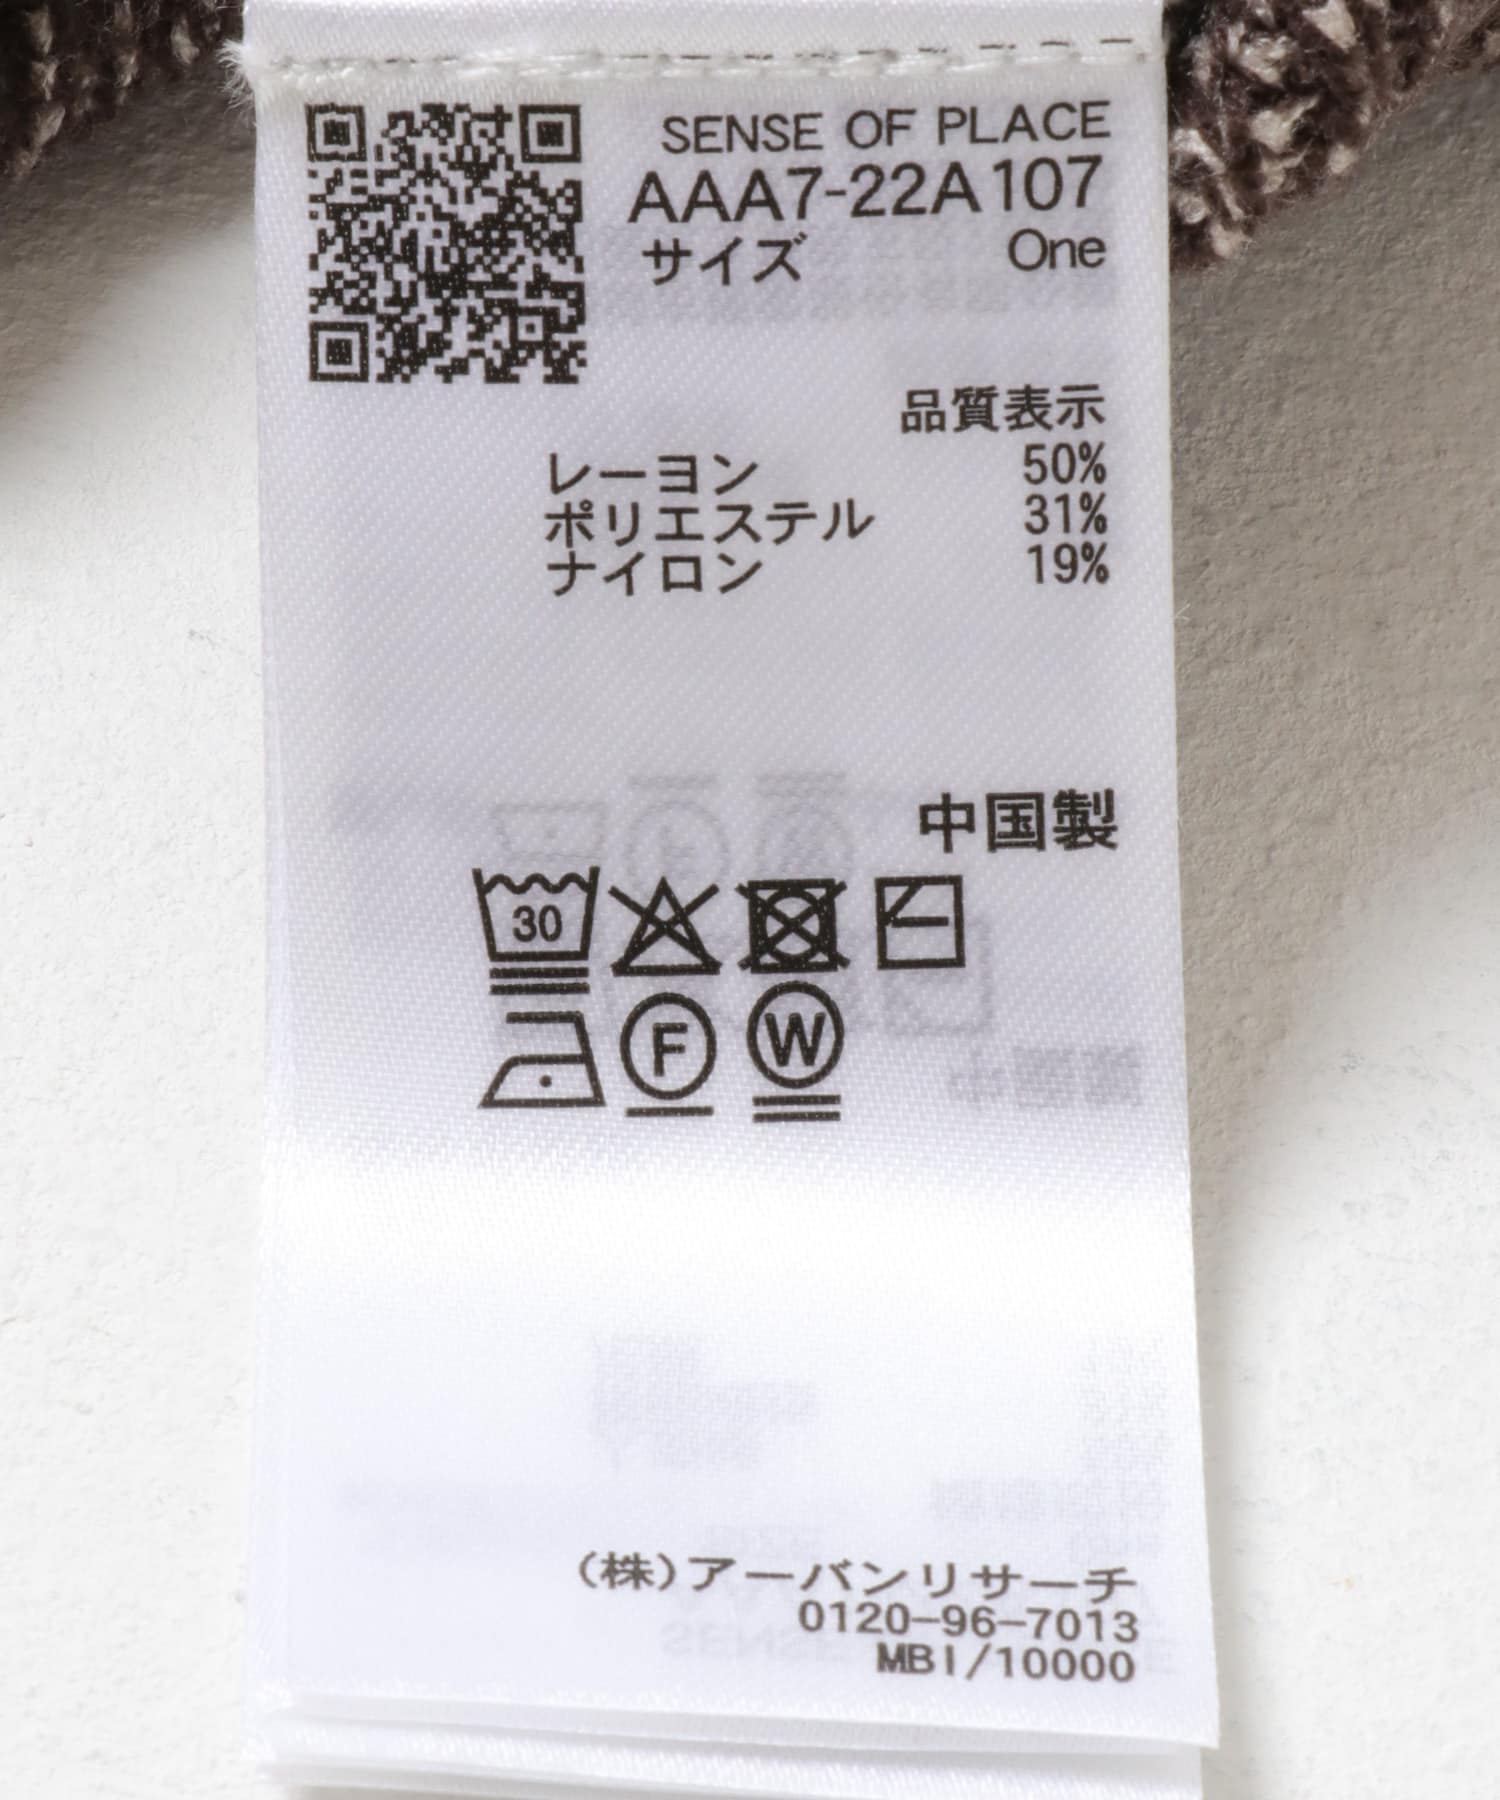 SENSE OF PLACE
AAA7-22A107
サイズ One
品質表示
レーヨン 50%
ポリエステル 31%
ナイロン 19%
中国製
30
F W
(株)アーバンリサーチ
0120-96-7013
MBI/10000